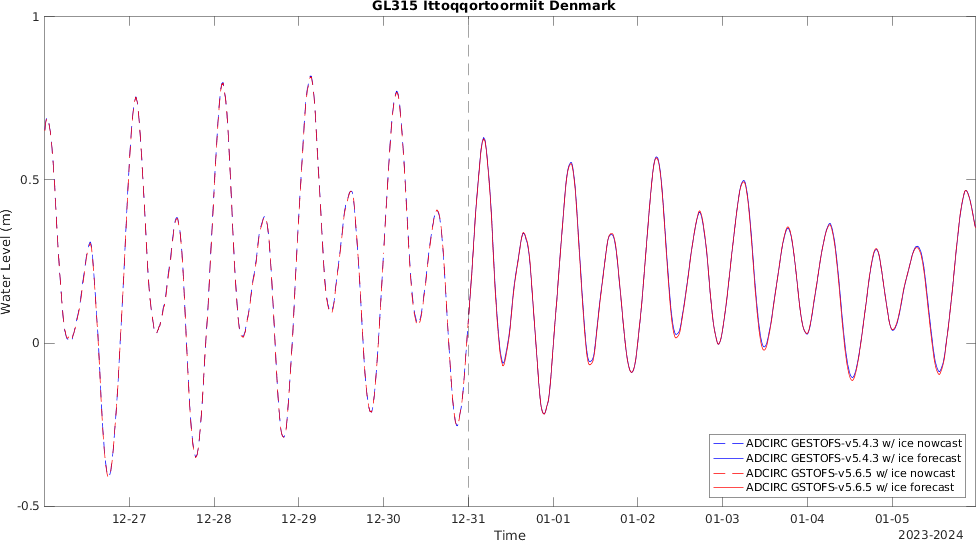 GL315 Ittoqqortoormiit Denmark
1
0.5
0
-0.5
Water Level (m)
12-27 12-28 12-29 12-30 12-31 01-01 01-02 01-03 01-04 01-05
Time
2023-2024
ADCIRC GESTOFS-v5.4.3 w/ ice nowcast
ADCIRC GESTOFS-v5.4.3 w/ ice forecast
ADCIRC GSTOFS-v5.6.5 w/ ice nowcast
ADCIRC GSTOFS-v5.6.5 w/ ice forecast